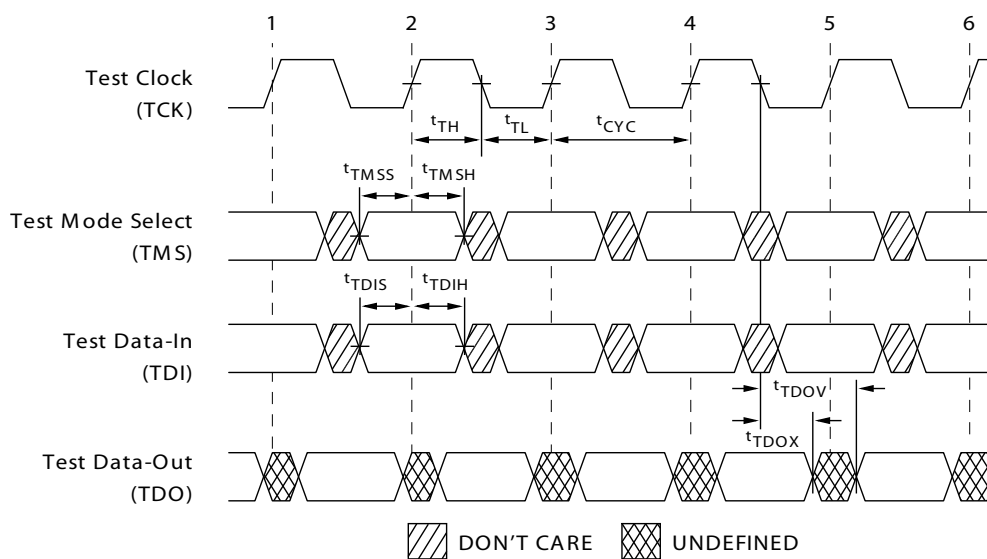 1 2 3 4 5 6
Test Clock
(TCK)
tTH tTL tCYC
tTMSS tTMSH
Test Mode Select
(TMS)
tTDIS tTDIH
Test Data-In
(TDI)
tTDOV
tTDOX
Test Data-Out
(TDO)
DON'T CARE UNDEFINED